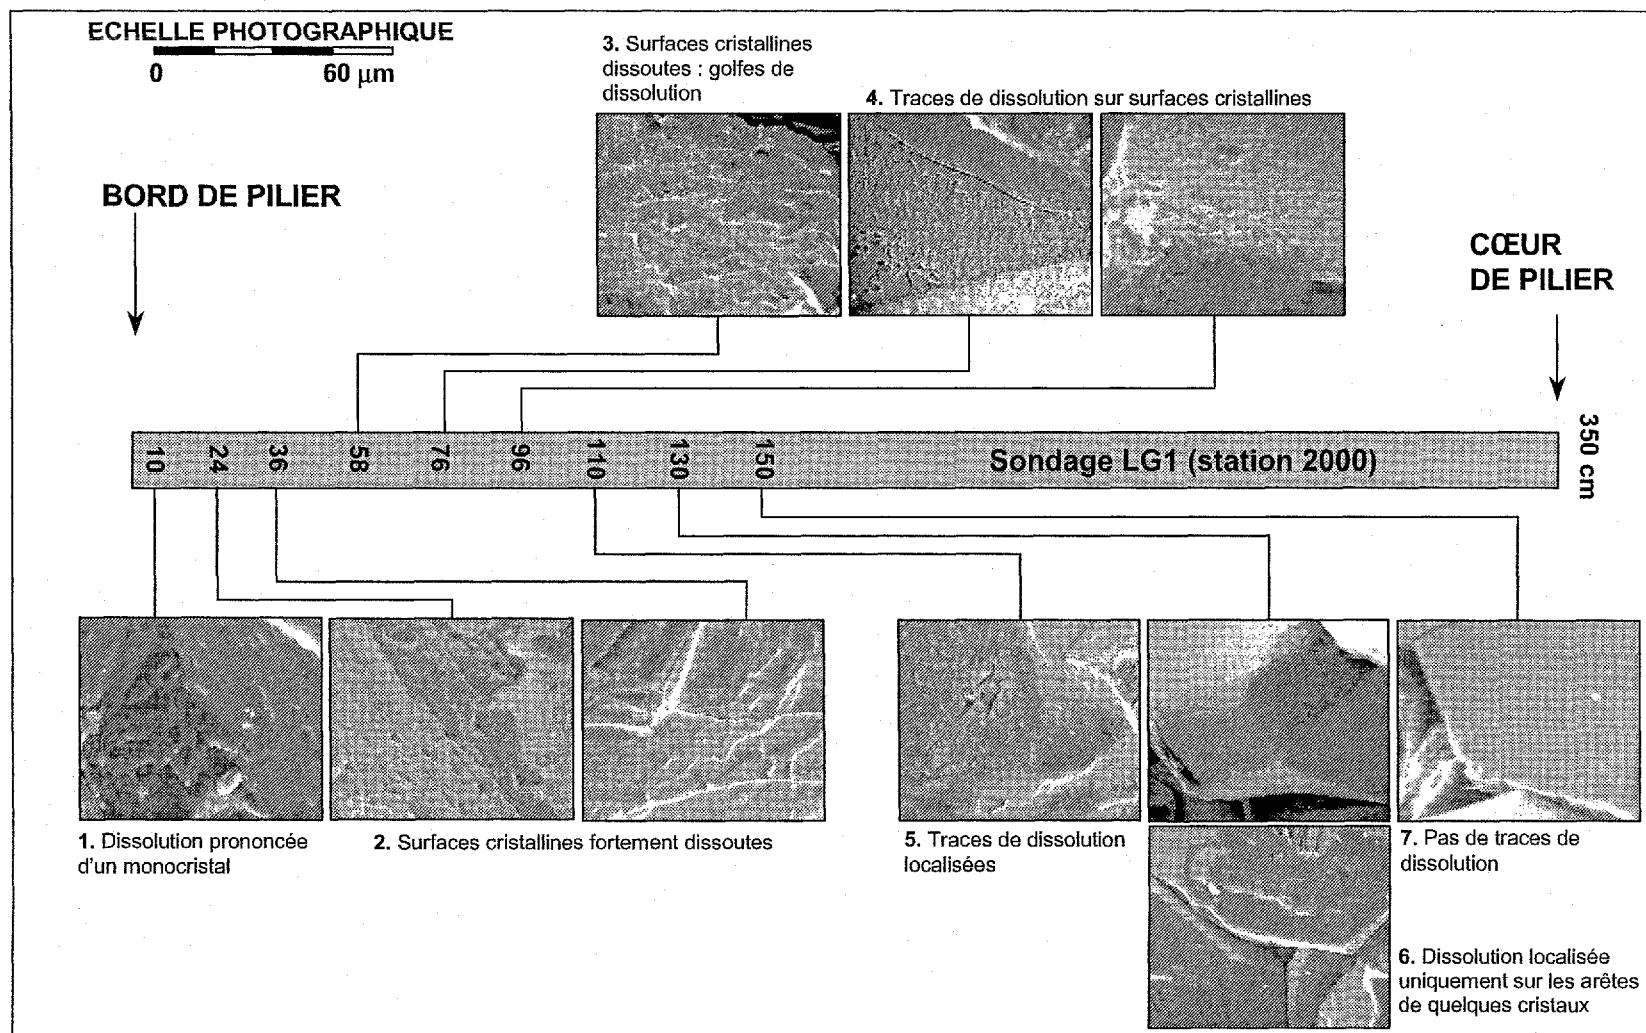 ECHELLE PHOTOGRAPHIQUE
0 60 µm
3. Surfaces cristallines
dissoutes : golfes de
dissolution
4. Traces de dissolution sur surfaces cristallines
BORD DE PILIER
CŒUR
DE PILIER
10
24
36
58
76
96
110
130
150
Sondage LG1 (station 2000)
350 cm
1. Dissolution prononcée
d'un monocristal
2. Surfaces cristallines fortement dissoutes
5. Traces de dissolution
localisées
7. Pas de traces de
dissolution
6. Dissolution localisée
uniquement sur les arêtes
de quelques cristaux